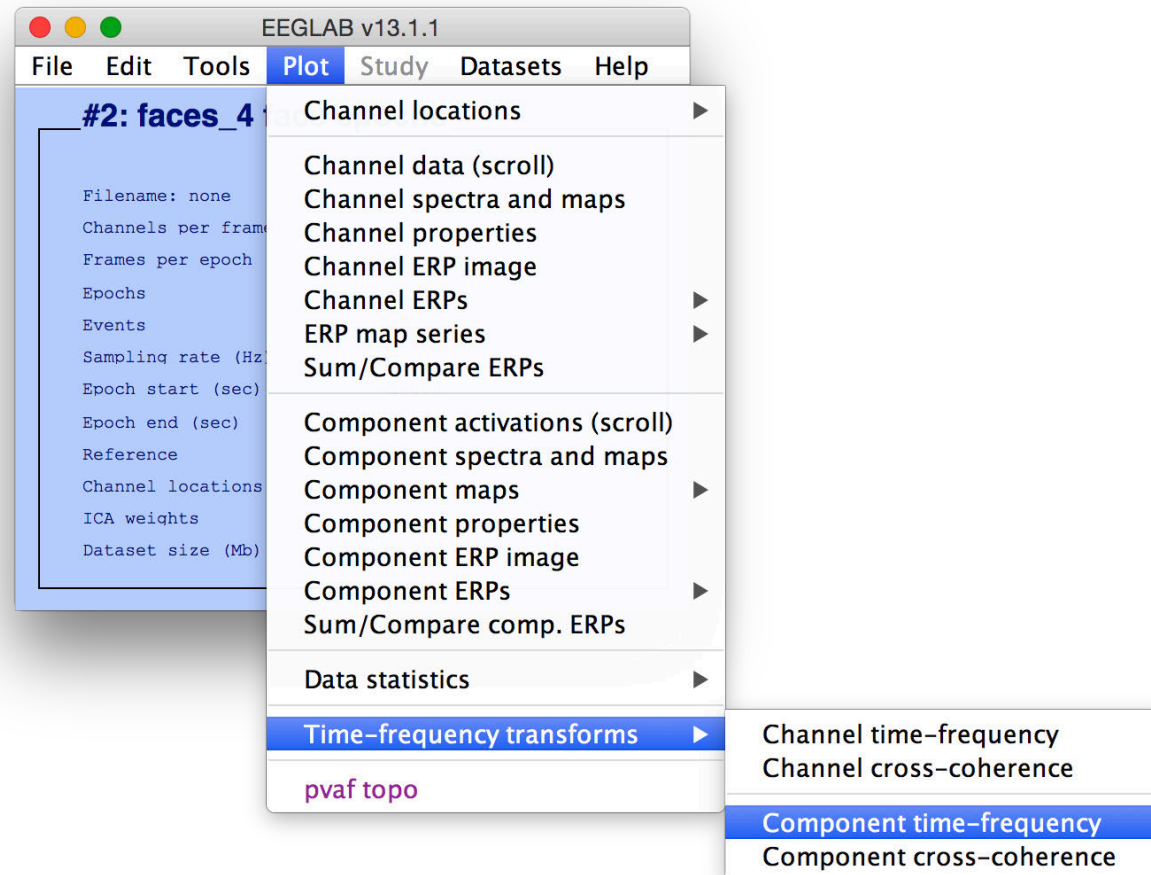 EEGLAB v13.1.1
File Edit Tools Plot Study Datasets Help
#2: faces_4
Filename: none
Channels per frame
Frames per epoch
Epochs
Events
Sampling rate (Hz)
Epoch start (sec)
Epoch end (sec)
Reference
Channel locations
ICA weights
Dataset size (Mb)
Channel locations
Channel data (scroll)
Channel spectra and maps
Channel properties
Channel ERP image
Channel ERPs
ERP map series
Sum/Compare ERPs
Component activations (scroll)
Component spectra and maps
Component maps
Component properties
Component ERP image
Component ERPs
Sum/Compare comp. ERPs
Data statistics
Time-frequency transforms
pvaf topo
Channel time-frequency
Channel cross-coherence
Component time-frequency
Component cross-coherence